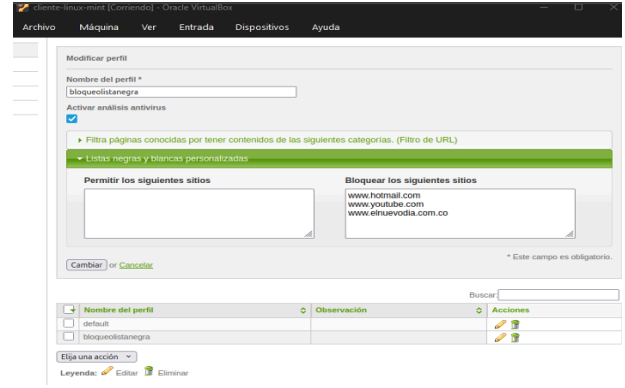 cliente-linux-mint [Corriendo] - Oracle VirtualBox
Archivo Máquina Ver Entrada Dispositivos Ayuda
Modificar perfil
Nombre del perfil *
bloqueolistanegra
Activar análisis antivirus
Filtra páginas conocidas por tener contenidos de las siguientes categorías. (Filtro de URL)
Listas negras y blancas personalizadas
Permitir los siguientes sitios Bloquear los siguientes sitios
www.hotmail.com
www.youtube.com
www.elnuevodia.com.co
* Este campo es obligatorio.
Cambiar or Cancelar
Buscar:
Nombre del perfil Observación Acciones
default
bloqueolistanegra
Elija una acción
Leyenda: Editar Eliminar